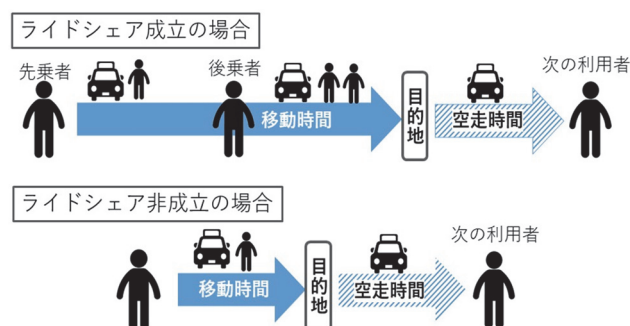 ライドシェア成立の場合
先乗者
後乗者
次の利用者
移動時間
目的地
空走時間
ライドシェア非成立の場合
次の利用者
移動時間
目的地
空走時間